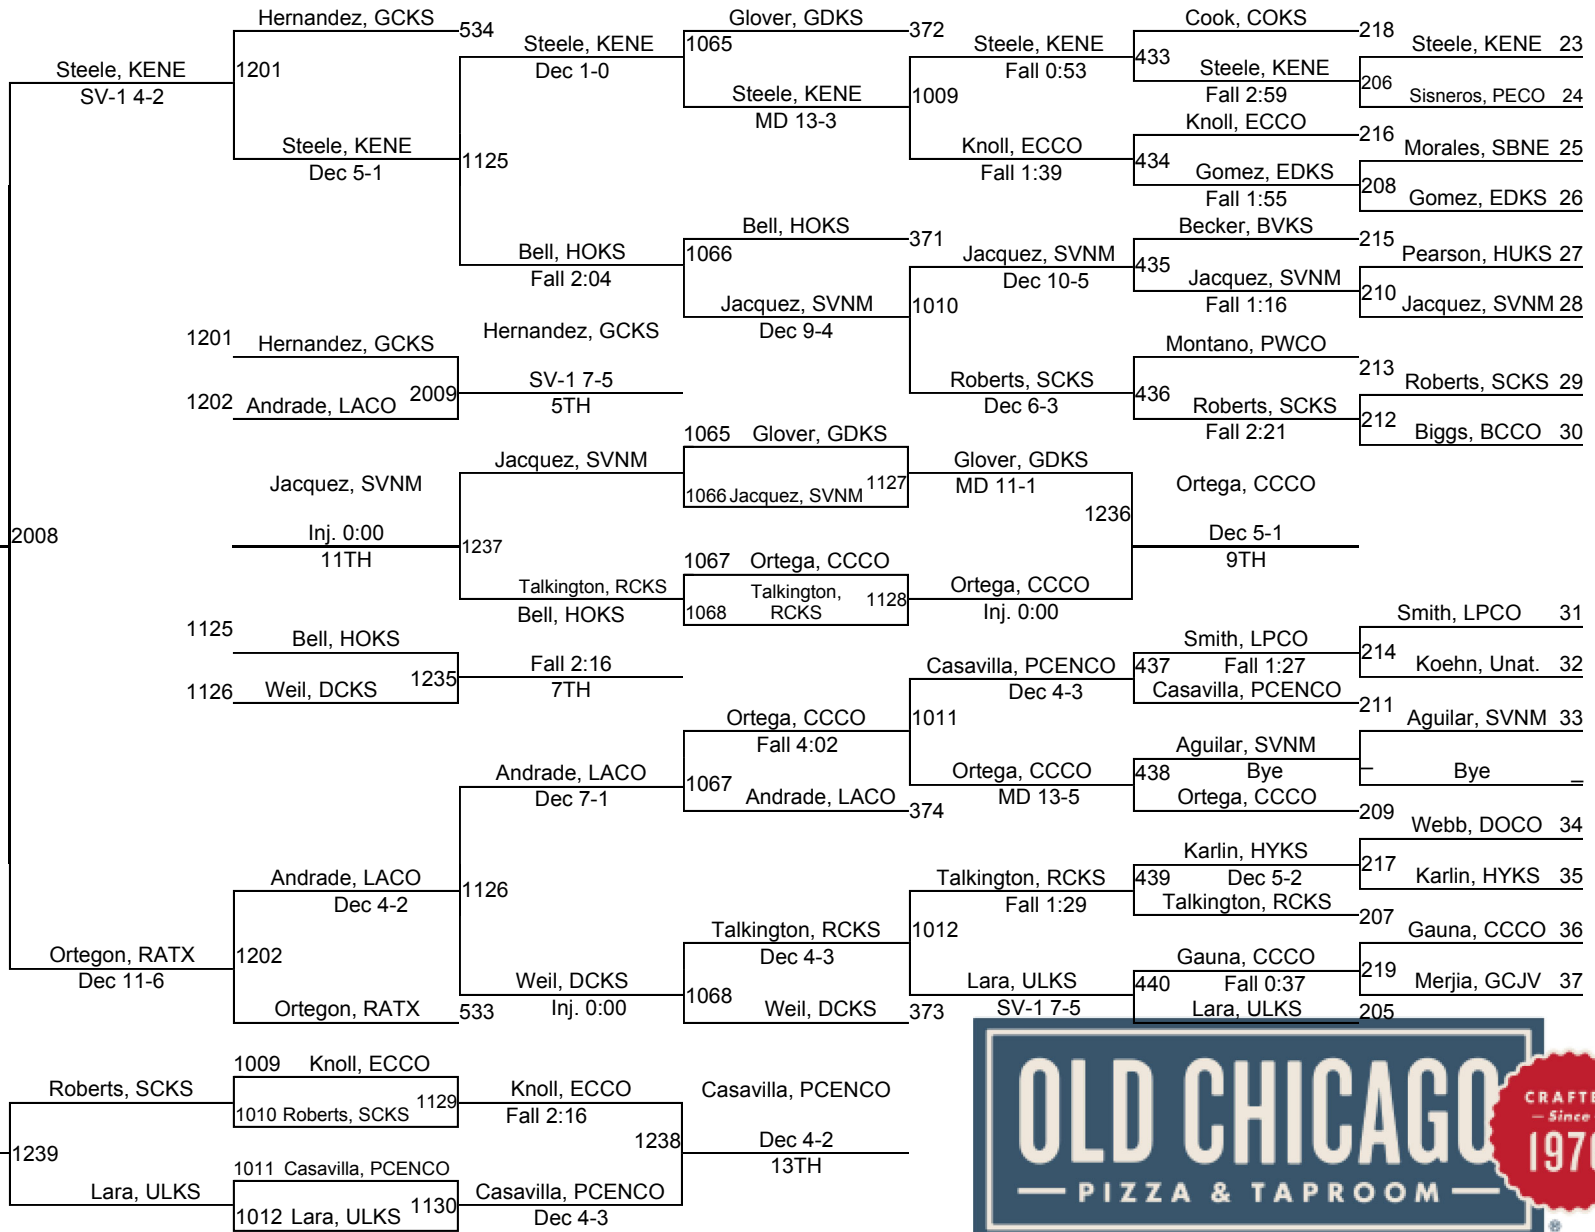 Hernandez, GCKS 534 Glover, GDKS 372 Cook, COKS 218
Steele, KENE 1065 Steele, KENE Steele, KENE 23
Steele, KENE 1201 Dec 1-0 Fall 0:53 433 Steele, KENE 206
SV-1 4-2 Steele, KENE 1009 Fall 2:59 Sisneros, PECO 24
MD 13-3 Knoll, ECCO 216
Steele, KENE 1125 Knoll, ECCO 434 Morales, SBNE 25
Dec 5-1 Fall 1:39 Gomez, EDKS 208
Fall 1:55 Gomez, EDKS 26
Bell, HOKS 371 Becker, BVKS 215
Bell, HOKS 1066 Jacquez, SVNM 435 Pearson, HUKS 27
Fall 2:04 Dec 10-5 Jacquez, SVNM 210
Jacquez, SVNM 1010 Fall 1:16 Jacquez, SVNM 28
Hernandez, GCKS Dec 9-4
1201 Hernandez, GCKS Montano, PWCO 213
SV-1 7-5 Roberts, SCKS 436 Roberts, SCKS 29
1202 Andrade, LACO 2009 5TH Dec 6-3 Roberts, SCKS 212
Fall 2:21 Biggs, BCCO 30
1065 Glover, GDKS
Jacquez, SVNM Glover, GDKS
Jacquez, SVNM 1066 Jacquez, SVNM 1127 MD 11-1 Ortega, CCCO
1236
2008 Inj. 0:00 1237 Dec 5-1
11TH 1067 Ortega, CCCO 9TH
Talkington, RCKS Talkington, 1128 Ortega, CCCO
Bell, HOKS 1068 RCKS Inj. 0:00
1125 Smith, LPCO 31
Bell, HOKS Smith, LPCO 214
Fall 2:16 Casavilla, PCENCO 437 Fall 1:27 Koehn, Unat. 32
1126 Weil, DCKS 1235 7TH Dec 4-3 Casavilla, PCENCO 211
Ortega, CCCO 1011 Aguilar, SVNM 33
Fall 4:02 Aguilar, SVNM
Andrade, LACO 1067 Ortega, CCCO 438 Bye _ Bye _
Dec 7-1 Andrade, LACO 374 MD 13-5 Ortega, CCCO 209
Webb, DOCO 34
Karlin, HYKS 217
Andrade, LACO 1126 Talkington, RCKS 439 Dec 5-2 Karlin, HYKS 35
Dec 4-2 Fall 1:29 Talkington, RCKS 207
Talkington, RCKS 1012 Gauna, CCCO 36
Ortegon, RATX 1202 Dec 4-3 Gauna, CCCO 219
Dec 11-6 Weil, DCKS 1068 Lara, ULKS 440 Fall 0:37 Merjia, GCJV 37
Ortegon, RATX 533 Inj. 0:00 Weil, DCKS 373 SV-1 7-5 Lara, ULKS 205
1009 Knoll, ECCO
Roberts, SCKS Knoll, ECCO Casavilla, PCENCO
1010 Roberts, SCKS 1129 Fall 2:16
1239 1238 Dec 4-2
1011 Casavilla, PCENCO 13TH
Lara, ULKS Casavilla, PCENCO
1012 Lara, ULKS 1130 Dec 4-3
OLD CHICAGO
PIZZA & TAPROOM
®
Since